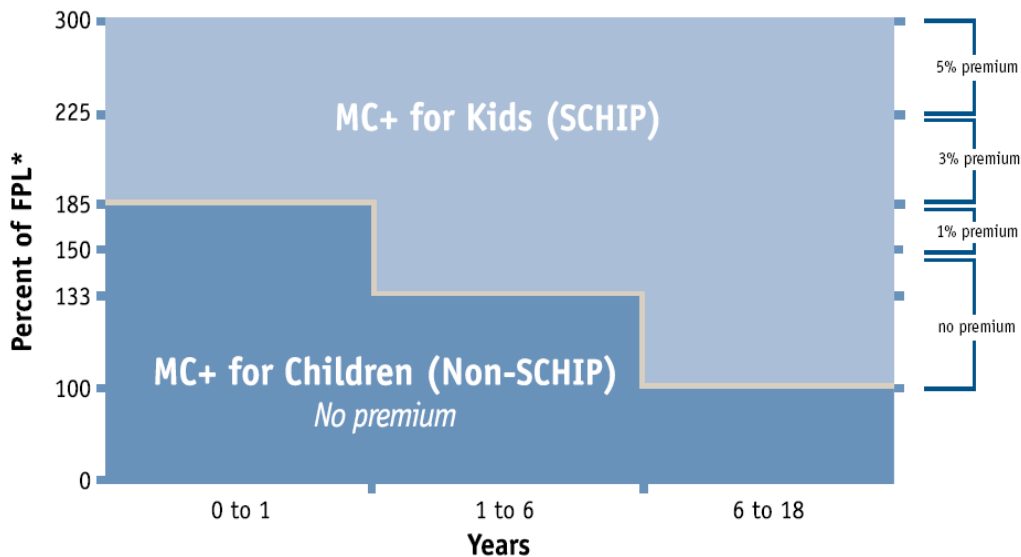 300
225
185
150
133
100
0
Percent of FPL*
MC+ for Kids (SCHIP)
MC+ for Children (Non-SCHIP)
No premium
5% premium
3% premium
1% premium
no premium
0 to 1
1 to 6
6 to 18
Years